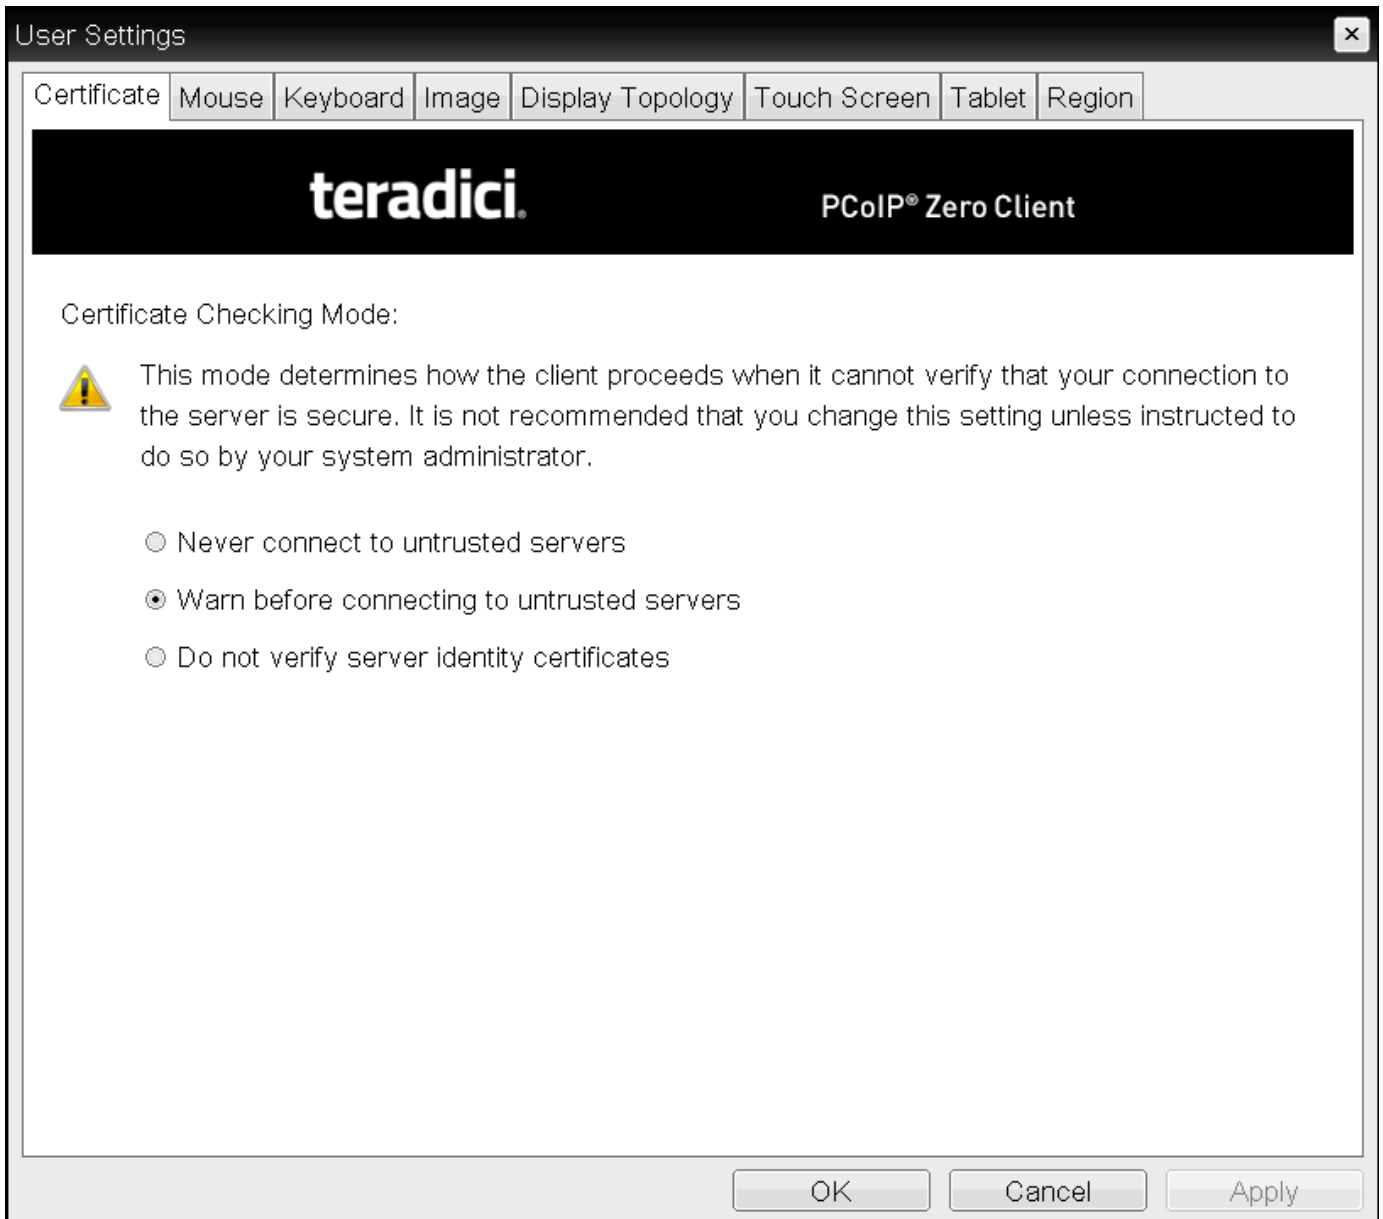 User Settings
Certificate Mouse Keyboard Image Display Topology Touch Screen Tablet Region
teradici. PCoIP® Zero Client
Certificate Checking Mode:
This mode determines how the client proceeds when it cannot verify that your connection to
the server is secure. It is not recommended that you change this setting unless instructed to
do so by your system administrator.
Never connect to untrusted servers
Warn before connecting to untrusted servers
Do not verify server identity certificates
OK Cancel Apply